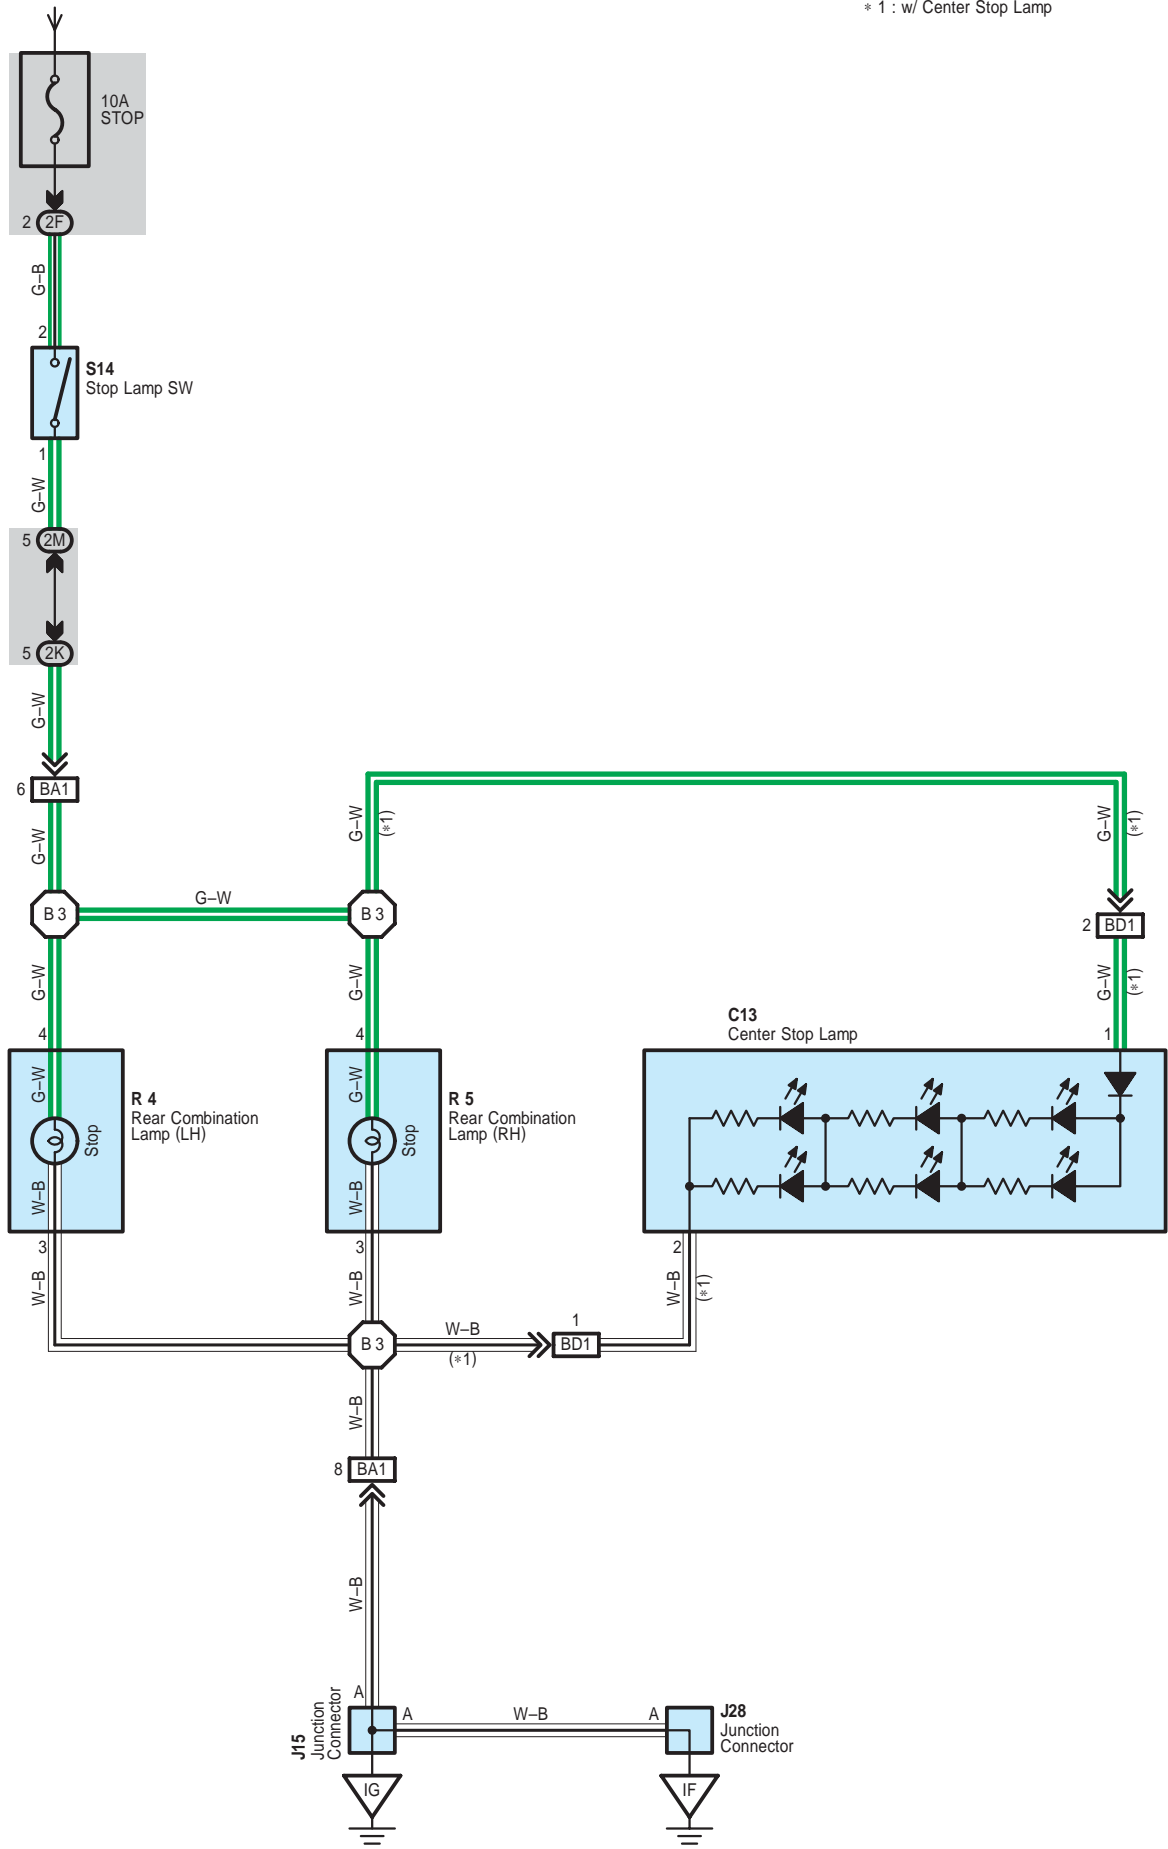 * 1 : w/ Center Stop Lamp
10A
STOP
2 2F
G–B
2
S14
Stop Lamp SW
1
G–W
5 2M
5 2K
G–W
6 BA1
G–W
G–W
(*1)
G–W
(*1)
B 3
G–W
B 3
2 BD1
G–W
G–W
G–W
(*1)
C13
Center Stop Lamp
4
4
1
G–W
R 4
Rear Combination
Lamp (LH)
Stop
W–B
G–W
R 5
Rear Combination
Lamp (RH)
Stop
W–B
3
3
2
W–B
W–B
W–B
(*1)
B 3
W–B
(*1)
1
BD1
W–B
8 BA1
W–B
A
J15
Junction
Connector
A
W–B
A
J28
Junction
Connector
IG
IF